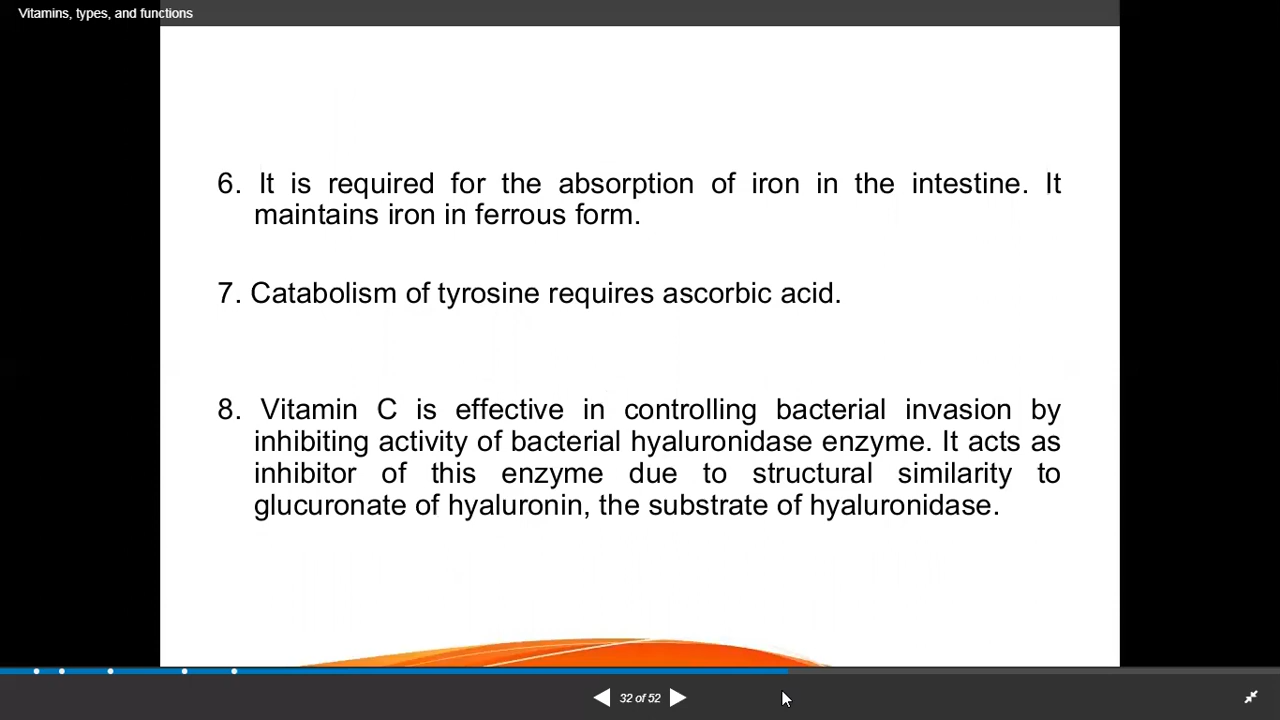 Vitamins, types, and functions
6. It is required for the absorption of iron in the intestine. It
maintains iron in ferrous form.
7. Catabolism of tyrosine requires ascorbic acid.
8. Vitamin C is effective in controlling bacterial invasion by
inhibiting activity of bacterial hyaluronidase enzyme. It acts as
inhibitor of this enzyme due to structural similarity to
glucuronate of hyaluronin, the substrate of hyaluronidase.
32 of 52